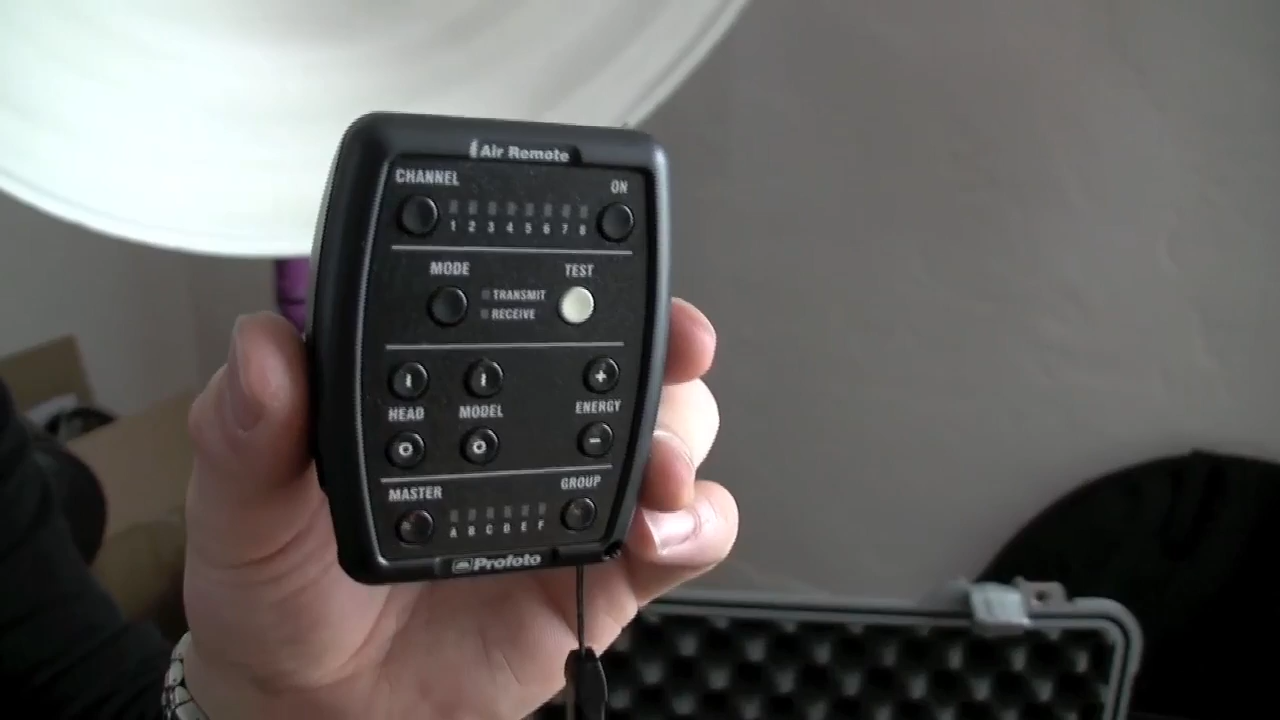 Air Remote
CHANNEL
ON
1 2 3 4 5 6 7 8
MODE
TEST
TRANSMIT
RECEIVE
I I +
HEAD MODEL ENERGY
O O −
MASTER
GROUP
A B C D E F
Profoto